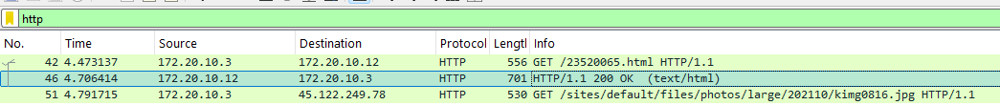 http
No. Time Source Destination Protocol Lengtl Info
42 4.473137 172.20.10.3 172.20.10.12 HTTP 556 GET /23520065.html HTTP/1.1
46 4.706414 172.20.10.12 172.20.10.3 HTTP 701 HTTP/1.1 200 OK (text/html)
51 4.791715 172.20.10.3 45.122.249.78 HTTP 530 GET /sites/default/files/photos/large/202110/kimg0816.jpg HTTP/1.1